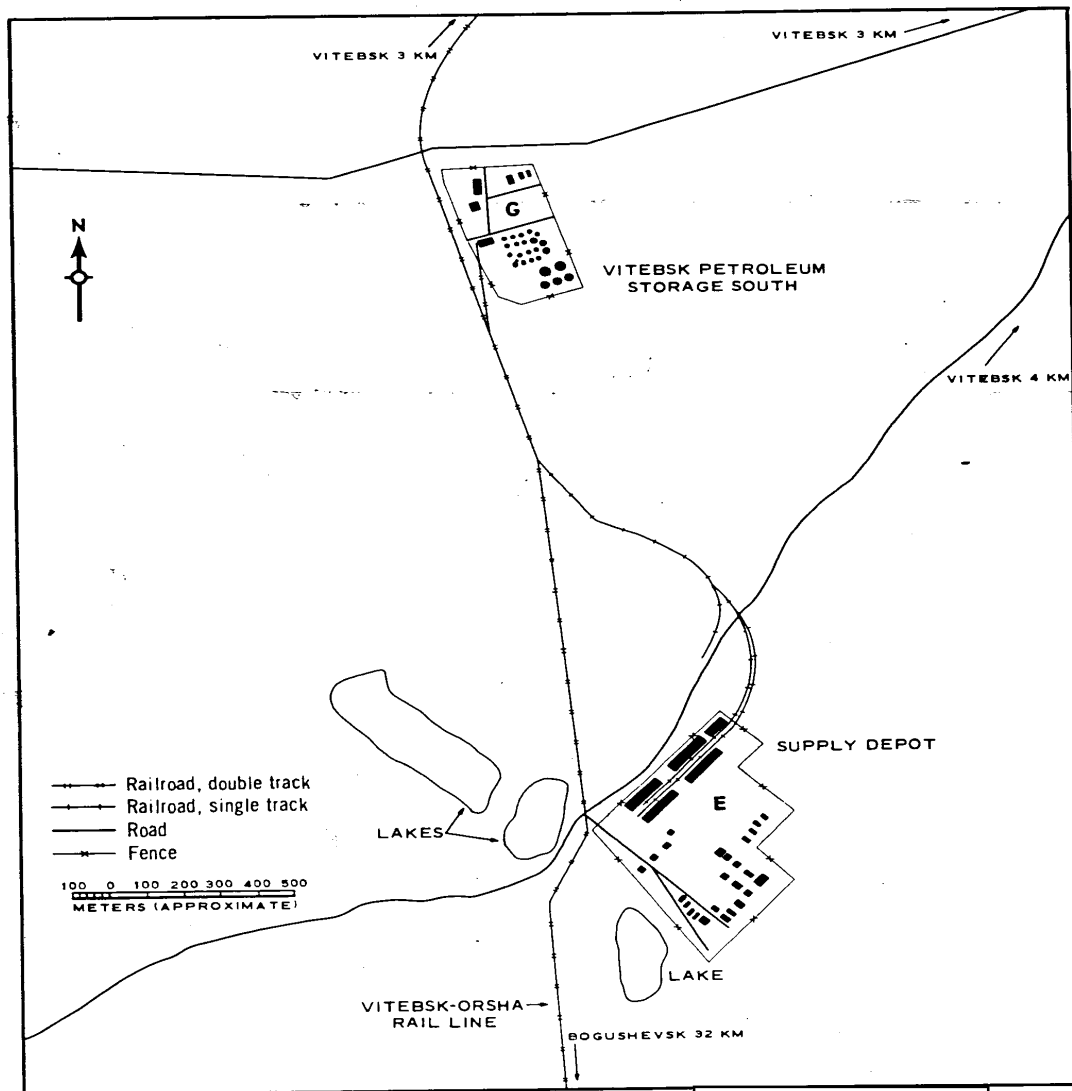 VITEBSK 3 KM
VITEBSK 3 KM
G
N
VITEBSK PETROLEUM
STORAGE SOUTH
VITEBSK 4 KM
SUPPLY DEPOT
E
Railroad, double track
Railroad, single track
Road
Fence
LAKES
100 0 100 200 300 400 500
METERS (APPROXIMATE)
LAKE
VITEBSK-ORSHA
RAIL LINE
BOGUSHEVSK 32 KM